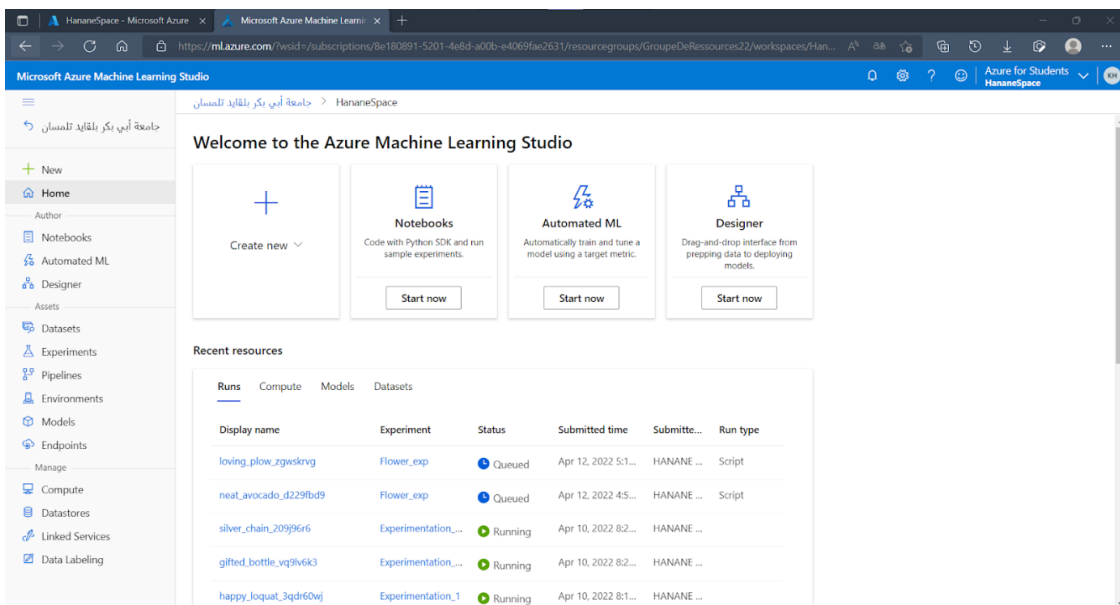 HananeSpace - Microsoft Azure
Microsoft Azure Machine Learnin
https://ml.azure.com/?wsid=/subscriptions/8e180891-5201-4e8d-a00b-e4069fae2631/resourcegroups/GroupeDeRessources22/workspaces/Han...
Microsoft Azure Machine Learning Studio
Azure for Students
HananeSpace
KH
جامعة أبي بكر بلقايد تلمسان
جامعة أبي بكر بلقايد تلمسان > HananeSpace
New
Home
Author
Notebooks
Automated ML
Designer
Assets
Datasets
Experiments
Pipelines
Environments
Models
Endpoints
Manage
Compute
Datastores
Linked Services
Data Labeling
Welcome to the Azure Machine Learning Studio
Create new
Notebooks
Code with Python SDK and run
sample experiments.
Start now
Automated ML
Automatically train and tune a
model using a target metric.
Start now
Designer
Drag-and-drop interface from
prepping data to deploying
models.
Start now
Recent resources
Runs Compute Models Datasets
Display name Experiment Status Submitted time Submitte... Run type
loving_plow_zgwskrvg Flower_exp Queued Apr 12, 2022 5:1... HANANE ... Script
neat_avocado_d229fbd9 Flower_exp Queued Apr 12, 2022 4:5... HANANE ... Script
silver_chain_209j96r6 Experimentation_... Running Apr 10, 2022 8:2... HANANE ...
gifted_bottle_vq9lv6k3 Experimentation_... Running Apr 10, 2022 8:2... HANANE ...
happy_loquat_3qdr60wj Experimentation_1 Running Apr 10, 2022 8:1... HANANE ...